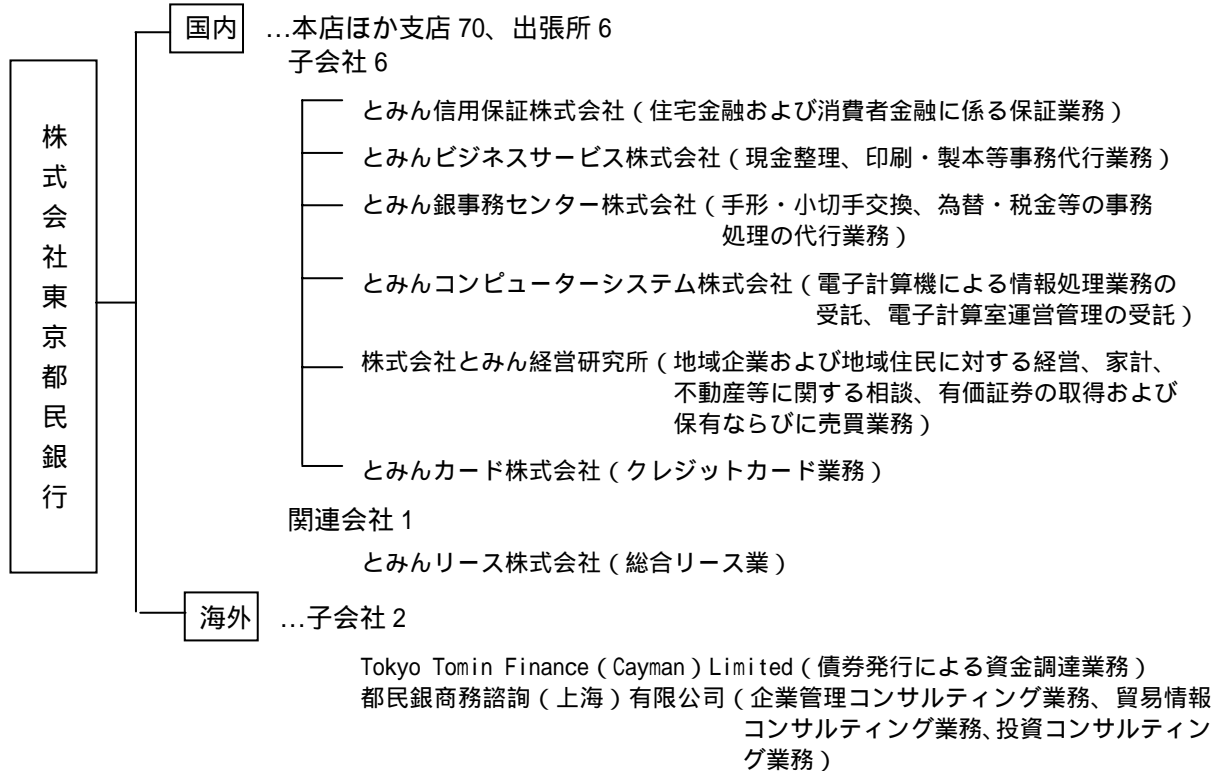 株式会社東京都民銀行
国内 …本店ほか支店 70、出張所 6
子会社 6
とみん信用保証株式会社（住宅金融および消費者金融に係る保証業務）
とみんビジネスサービス株式会社（現金整理、印刷・製本等事務代行業務）
とみん銀事務センター株式会社（手形・小切手交換、為替・税金等の事務
処理の代行業務）
とみんコンピューターシステム株式会社（電子計算機による情報処理業務の
受託、電子計算室運営管理の受託）
株式会社とみん経営研究所（地域企業および地域住民に対する経営、家計、
不動産等に関する相談、有価証券の取得および
保有ならびに売買業務）
とみんカード株式会社（クレジットカード業務）
関連会社 1
とみんリース株式会社（総合リース業）
海外 …子会社 2
Tokyo Tomin Finance（Cayman）Limited（債券発行による資金調達業務）
都民銀商務諮詢（上海）有限公司（企業管理コンサルティング業務、貿易情報
コンサルティング業務、投資コンサルティン
グ業務）